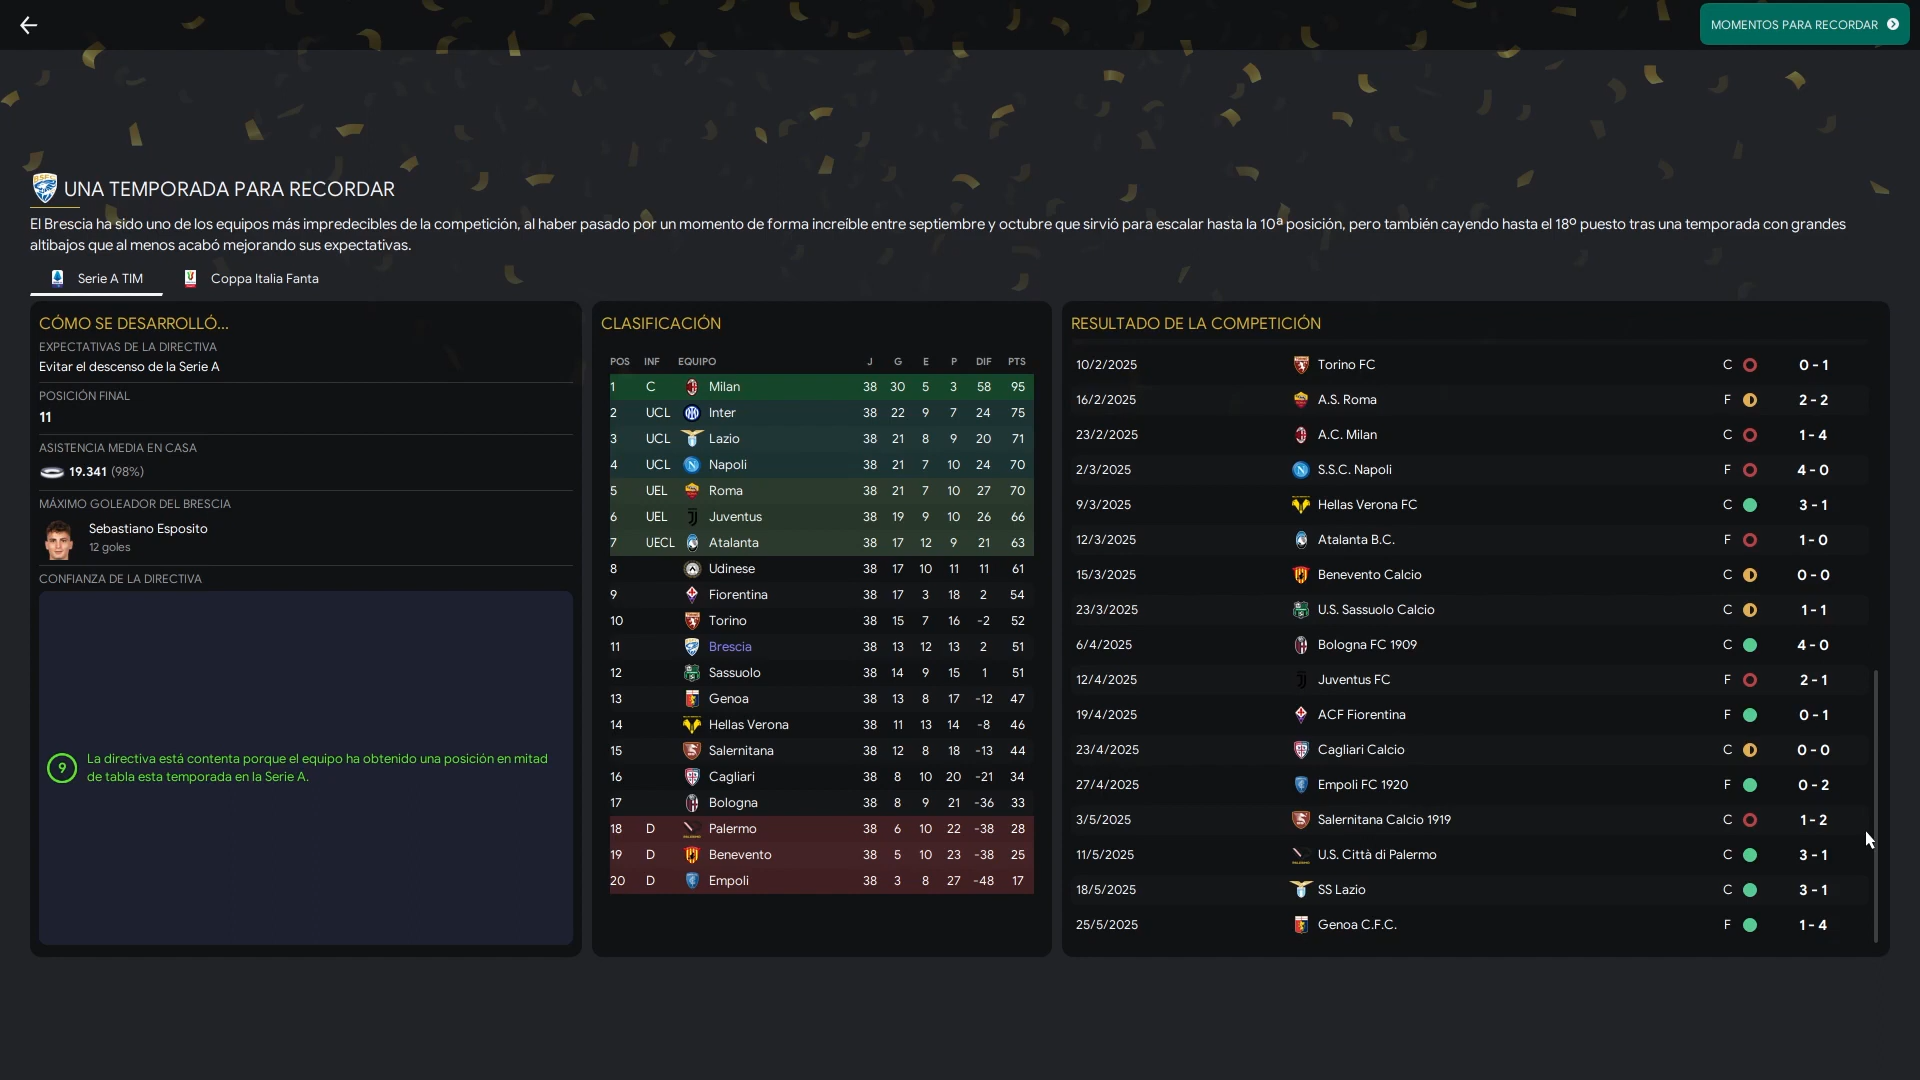 MOMENTOS PARA RECORDAR
UNA TEMPORADA PARA RECORDAR
El Brescia ha sido uno de los equipos más impredecibles de la competición, al haber pasado por un momento de forma increíble entre septiembre y octubre que sirvió para escalar hasta la 10ª posición, pero también cayendo hasta el 18º puesto tras una temporada con grandes
altibajos que al menos acabó mejorando sus expectativas.
Serie A TIM Coppa Italia Fanta
CÓMO SE DESARROLLÓ...
EXPECTATIVAS DE LA DIRECTIVA
Evitar el descenso de la Serie A
POSICIÓN FINAL
11
ASISTENCIA MEDIA EN CASA
19.341 (98%)
MÁXIMO GOLEADOR DEL BRESCIA
Sebastiano Esposito
12 goles
CONFIANZA DE LA DIRECTIVA
9
La directiva está contenta porque el equipo ha obtenido una posición en mitad
de tabla esta temporada en la Serie A.
CLASIFICACIÓN
POS INF EQUIPO J G E P DIF PTS
1 C Milan 38 30 5 3 58 95
2 UCL Inter 38 22 9 7 24 75
3 UCL Lazio 38 21 8 9 20 71
4 UCL Napoli 38 21 7 10 24 70
5 UEL Roma 38 21 7 10 27 70
6 UEL Juventus 38 19 9 10 26 66
7 UECL Atalanta 38 17 12 9 21 63
8 Udinese 38 17 10 11 11 61
9 Fiorentina 38 17 3 18 2 54
10 Torino 38 15 7 16 -2 52
11 Brescia 38 13 12 13 2 51
12 Sassuolo 38 14 9 15 1 51
13 Genoa 38 13 8 17 -12 47
14 Hellas Verona 38 11 13 14 -8 46
15 Salernitana 38 12 8 18 -13 44
16 Cagliari 38 8 10 20 -21 34
17 Bologna 38 8 9 21 -36 33
18 D Palermo 38 6 10 22 -38 28
19 D Benevento 38 5 10 23 -38 25
20 D Empoli 38 3 8 27 -48 17
RESULTADO DE LA COMPETICIÓN
10/2/2025 Torino FC C 0 - 1
16/2/2025 A.S. Roma F 2 - 2
23/2/2025 A.C. Milan C 1 - 4
2/3/2025 S.S.C. Napoli F 4 - 0
9/3/2025 Hellas Verona FC C 3 - 1
12/3/2025 Atalanta B.C. F 1 - 0
15/3/2025 Benevento Calcio C 0 - 0
23/3/2025 U.S. Sassuolo Calcio C 1 - 1
6/4/2025 Bologna FC 1909 C 4 - 0
12/4/2025 Juventus FC F 2 - 1
19/4/2025 ACF Fiorentina F 0 - 1
23/4/2025 Cagliari Calcio C 0 - 0
27/4/2025 Empoli FC 1920 F 0 - 2
3/5/2025 Salernitana Calcio 1919 C 1 - 2
11/5/2025 U.S. Città di Palermo C 3 - 1
18/5/2025 SS Lazio C 3 - 1
25/5/2025 Genoa C.F.C. F 1 - 4